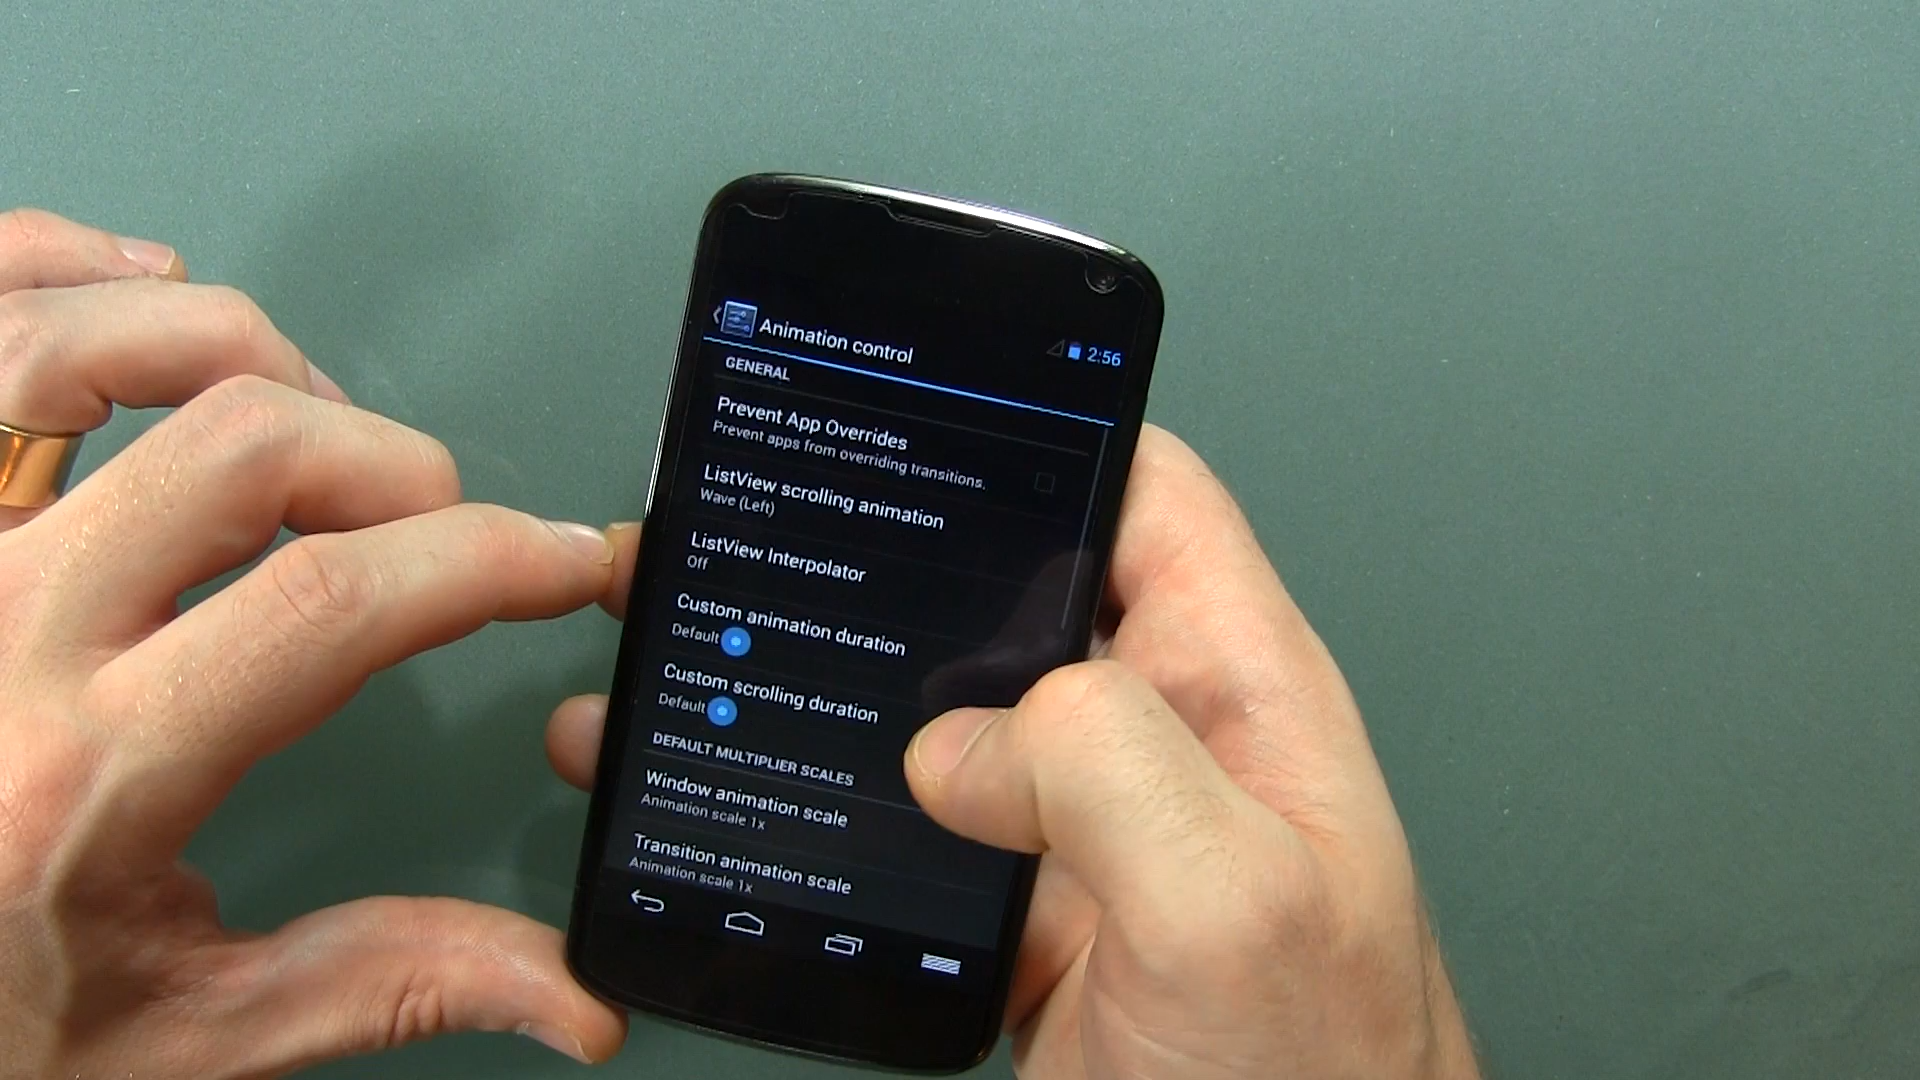 Animation control
2:56
GENERAL
Prevent App Overrides
Prevent apps from overriding transitions.
ListView scrolling animation
Wave (Left)
ListView Interpolator
Off
Custom animation duration
Default
Custom scrolling duration
Default
DEFAULT MULTIPLIER SCALES
Window animation scale
Animation scale 1x
Transition animation scale
Animation scale 1x